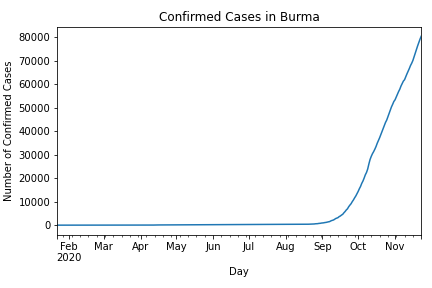 Confirmed Cases in Burma
Number of Confirmed Cases
80000
70000
60000
50000
40000
30000
20000
10000
0
Feb Mar Apr May Jun Jul Aug Sep Oct Nov
2020
Day